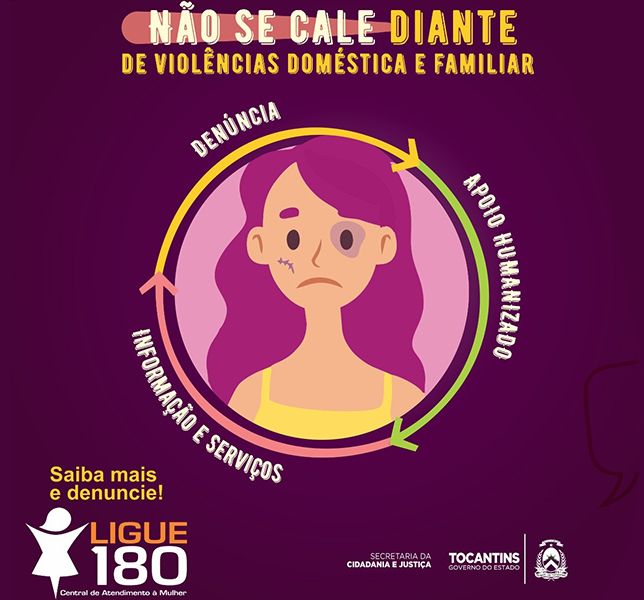 NÃO SE CALE DIANTE
DE VIOLÊNCIAS DOMÉSTICA E FAMILIAR
DENÚNCIA
APOIO HUMANIZADO
INFORMAÇÃO E SERVIÇOS
Saiba mais
e denuncie!
LIGUE
180
Central de Atendimento à Mulher
SECRETARIA DA
CIDADANIA E JUSTIÇA
TOCANTINS
GOVERNO DO ESTADO